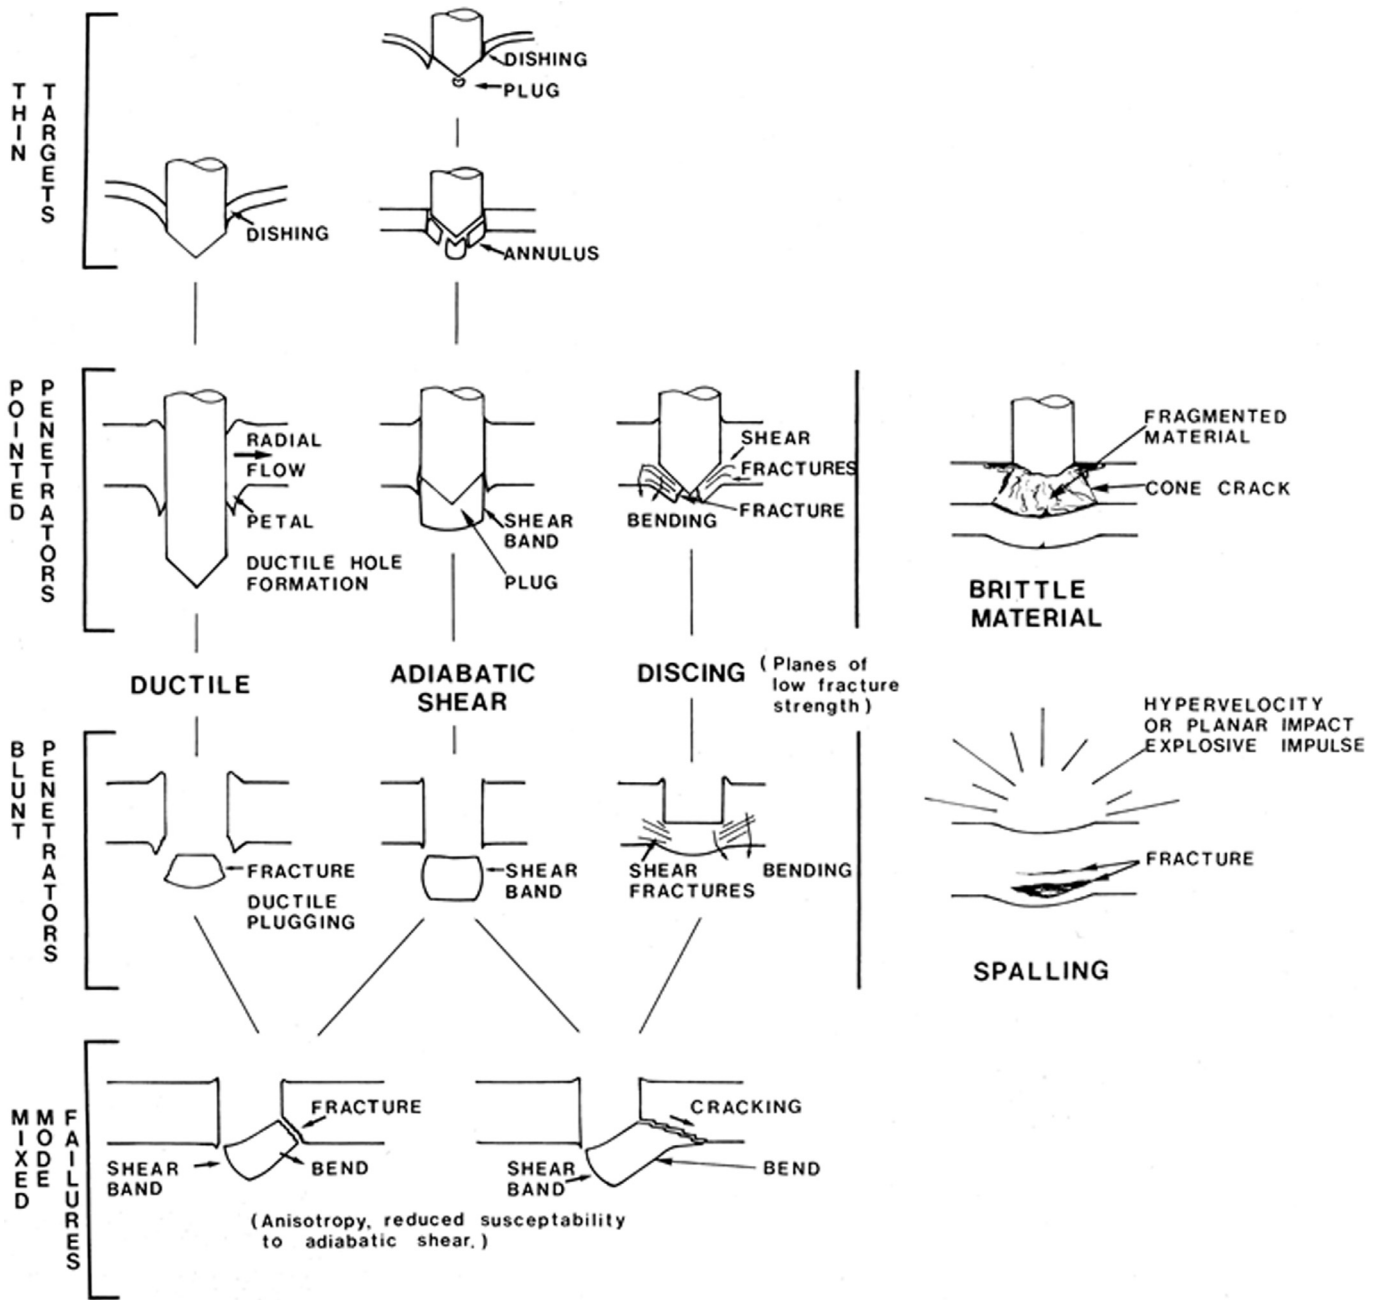 THIN
TARGETS
DISHING
PLUG
DISHING
ANNULUS
POINTED
PENETRATORS
RADIAL
FLOW
PETAL
DUCTILE HOLE
FORMATION
SHEAR
BAND
PLUG
SHEAR
FRACTURES
BENDING
FRACTURE
FRAGMENTED
MATERIAL
CONE CRACK
BRITTLE
MATERIAL
DUCTILE
ADIABATIC
SHEAR
DISCING
(Planes of
low fracture
strength)
BLUNT
PENETRATORS
FRACTURE
DUCTILE
PLUGGING
SHEAR
BAND
SHEAR
FRACTURES
BENDING
HYPERVELOCITY
OR PLANAR IMPACT
EXPLOSIVE IMPULSE
FRACTURE
SPALLING
MIXED
MODE
FAILURES
FRACTURE
SHEAR
BAND
BEND
CRACKING
SHEAR
BAND
BEND
(Anisotropy, reduced susceptability
to adiabatic shear.)